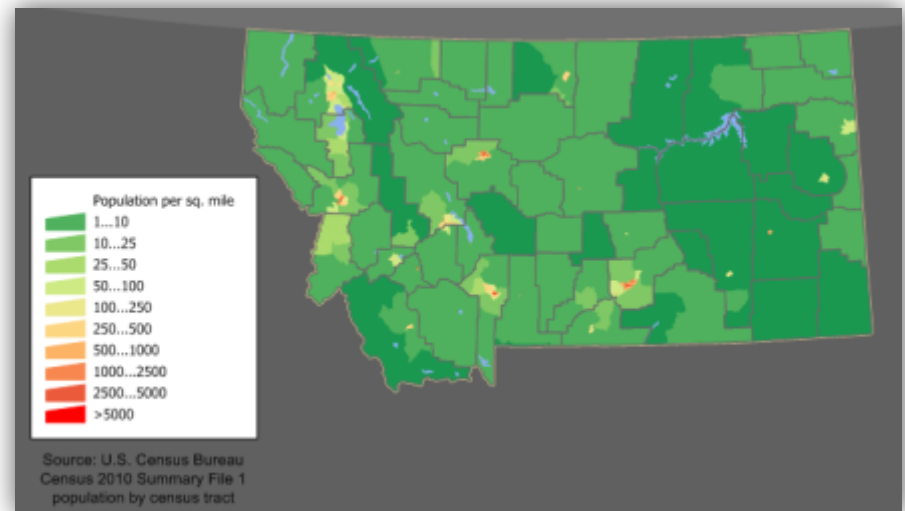 Population per sq. mile
1...10
10...25
25...50
50...100
100...250
250...500
500...1000
1000...2500
2500...5000
>5000
Source: U.S. Census Bureau
Census 2010 Summary File 1
population by census tract